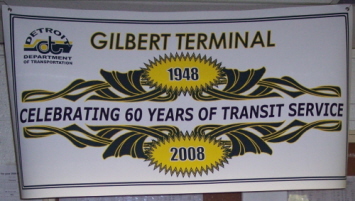 DETROIT
DEPARTMENT
OF TRANSPORTATION
GILBERT TERMINAL
1948
CELEBRATING 60 YEARS OF TRANSIT SERVICE
2008